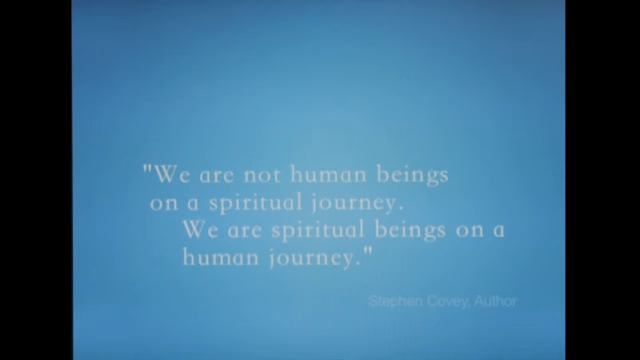 "We are not human beings
on a spiritual journey.
We are spiritual beings on a
human journey."
Stephen Covey, Author